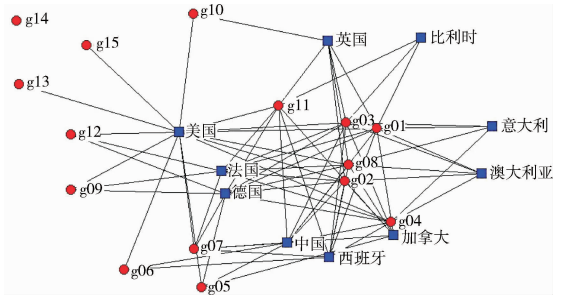 g14
g10
g15
英国
比利时
g13
g11
g03
g01
意大利
g12
美国
g08
法国
澳大利亚
g02
g09
德国
g04
加拿大
g07
中国
西班牙
g06
g05